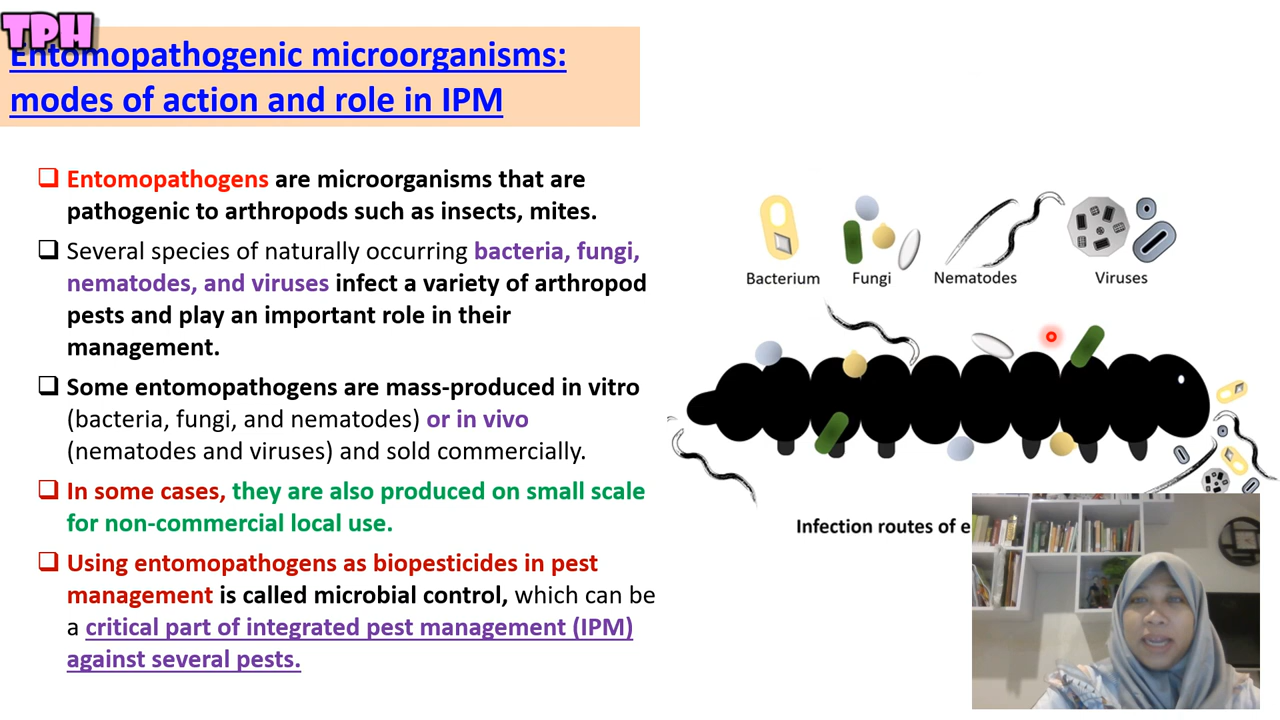 TPH
Entomopathogenic microorganisms:
modes of action and role in IPM
Entomopathogens are microorganisms that are
pathogenic to arthropods such as insects, mites.
Several species of naturally occurring bacteria, fungi,
nematodes, and viruses infect a variety of arthropod
pests and play an important role in their
management.
Some entomopathogens are mass-produced in vitro
(bacteria, fungi, and nematodes) or in vivo
(nematodes and viruses) and sold commercially.
In some cases, they are also produced on small scale
for non-commercial local use.
Using entomopathogens as biopesticides in pest
management is called microbial control, which can be
a critical part of integrated pest management (IPM)
against several pests.
Bacterium Fungi Nematodes Viruses
Infection routes of